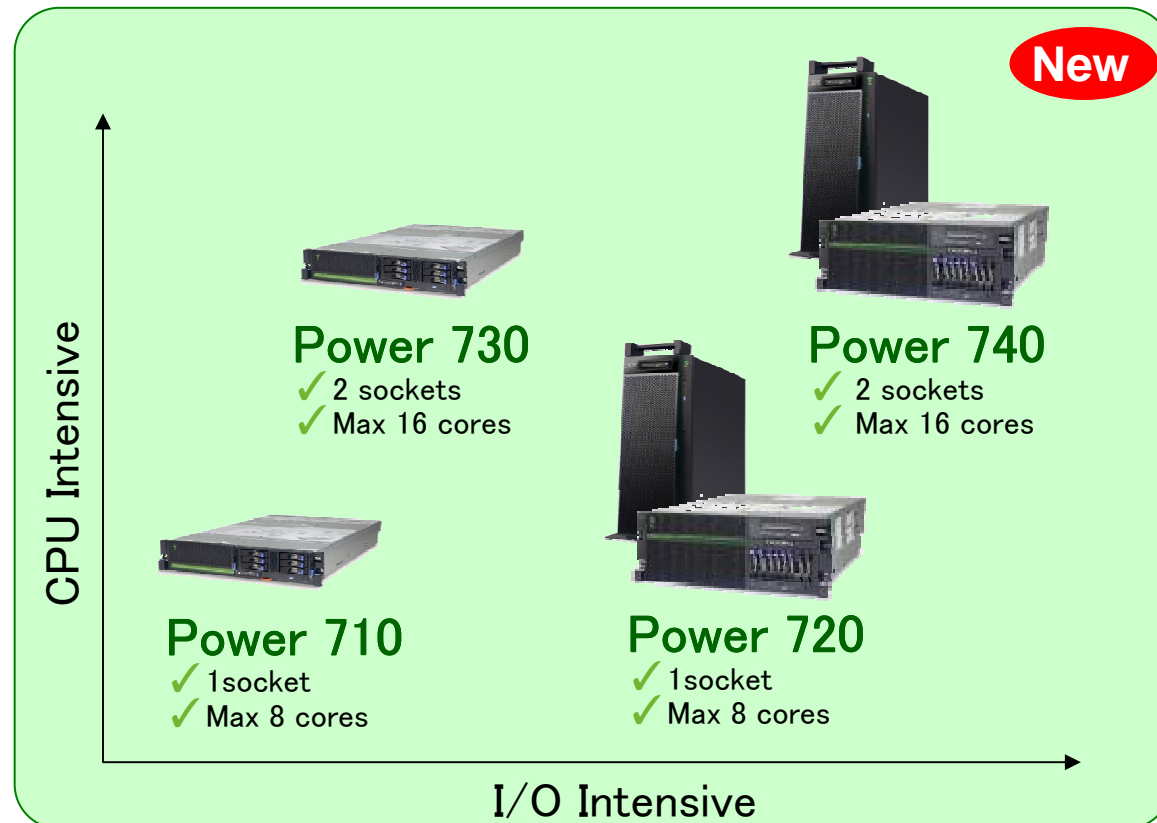 New
CPU Intensive
Power 730
✓ 2 sockets
✓ Max 16 cores
Power 740
✓ 2 sockets
✓ Max 16 cores
Power 710
✓ 1socket
✓ Max 8 cores
Power 720
✓ 1socket
✓ Max 8 cores
I/O Intensive